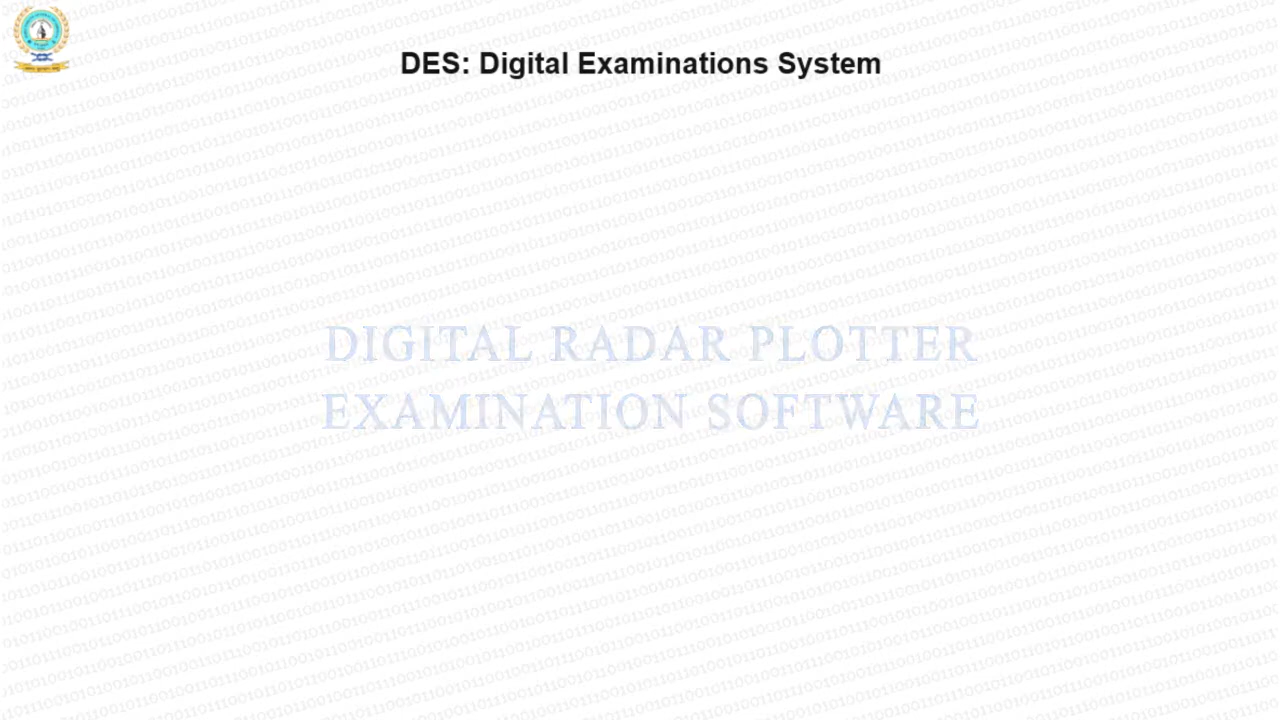 DES: Digital Examinations System
DIGITAL RADAR PLOTTER
EXAMINATION SOFTWARE